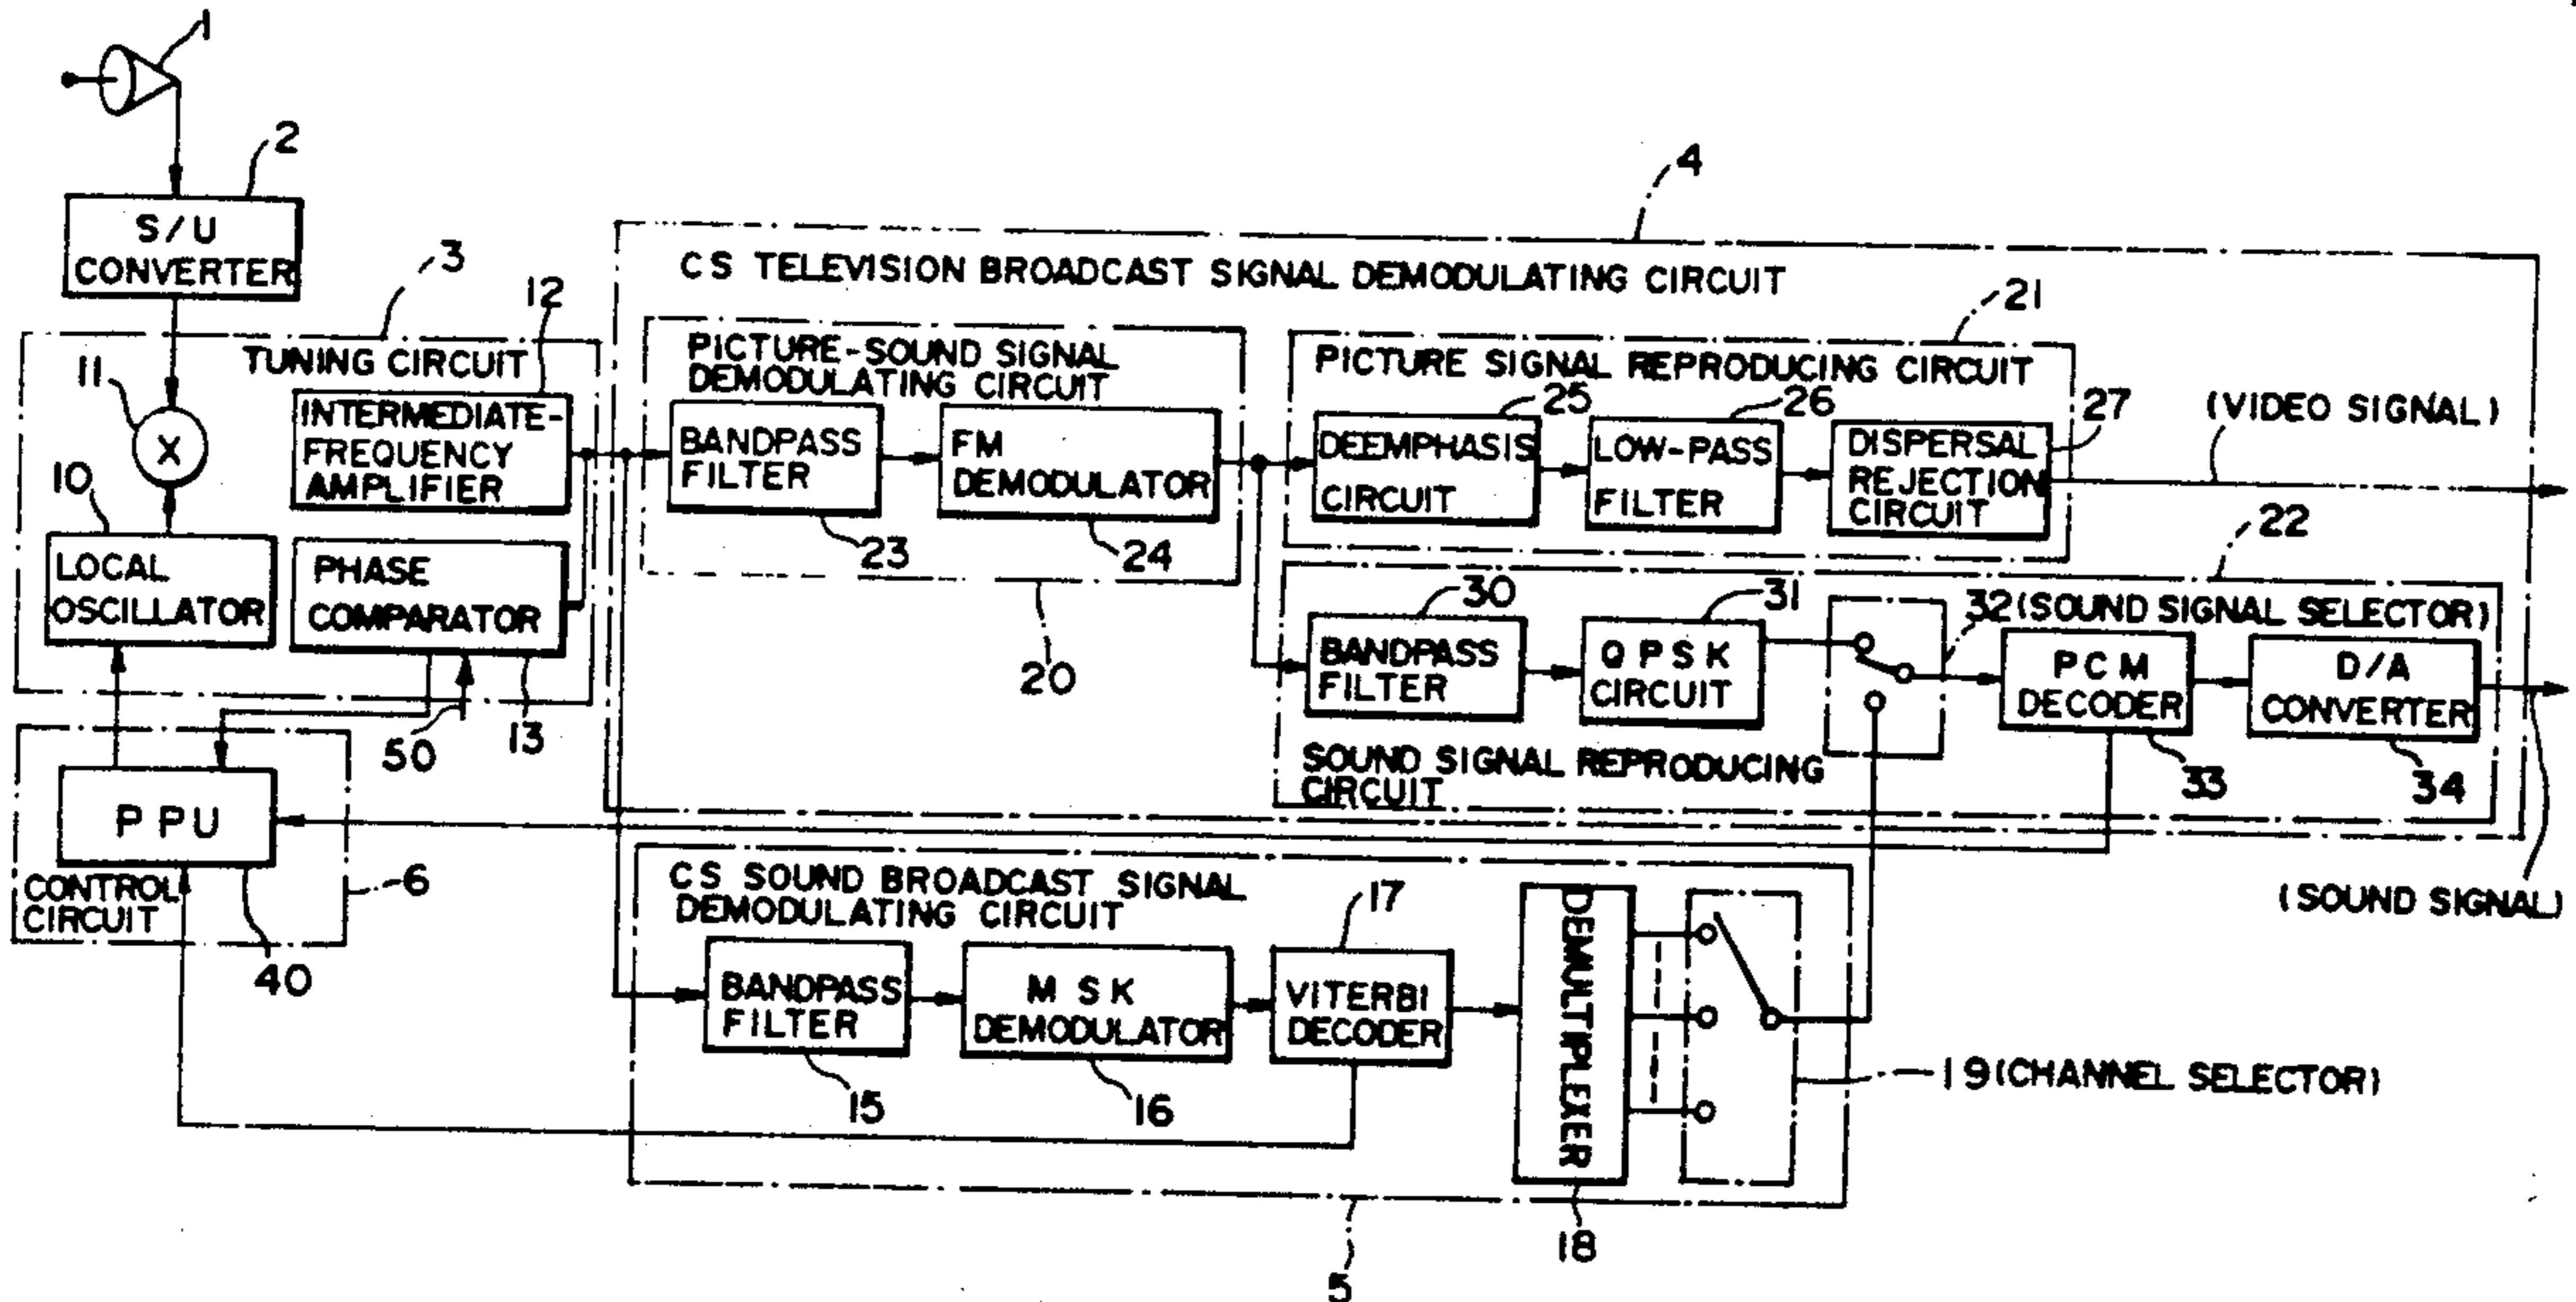 1
2
S/U
CONVERTER
3
12
TUNING CIRCUIT
11
X
INTERMEDIATE-
FREQUENCY
AMPLIFIER
10
LOCAL
OSCILLATOR
PHASE
COMPARATOR
50
13
PPU
CONTROL
CIRCUIT
6
40
4
CS TELEVISION BROADCAST SIGNAL DEMODULATING CIRCUIT
PICTURE-SOUND SIGNAL
DEMODULATING CIRCUIT
BANDPASS
FILTER
FM
DEMODULATOR
23
24
20
21
PICTURE SIGNAL REPRODUCING CIRCUIT
25
26
27
DEEMPHASIS
CIRCUIT
LOW-PASS
FILTER
DISPERSAL
REJECTION
CIRCUIT
(VIDEO SIGNAL)
22
30
31
32(SOUND SIGNAL SELECTOR)
BANDPASS
FILTER
QPSK
CIRCUIT
PCM
DECODER
D/A
CONVERTER
SOUND SIGNAL REPRODUCING
CIRCUIT
33
34
(SOUND SIGNAL)
CS SOUND BROADCAST SIGNAL
DEMODULATING CIRCUIT
17
BANDPASS
FILTER
MSK
DEMODULATOR
VITERBI
DECODER
DEMULTIPLEXER
15
16
19(CHANNEL SELECTOR)
18
5